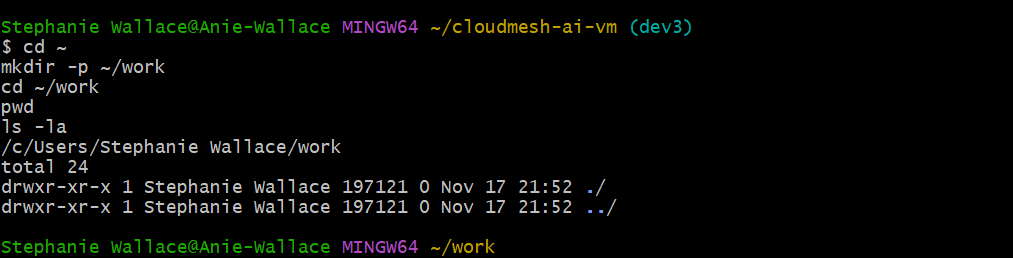 Stephanie Wallace@Anie-Wallace MINGW64 ~/cloudmesh-ai-vm (dev3)
$ cd ~
mkdir -p ~/work
cd ~/work
pwd
ls -la
/c/Users/Stephanie Wallace/work
total 24
drwxr-xr-x 1 Stephanie Wallace 197121 0 Nov 17 21:52 ./
drwxr-xr-x 1 Stephanie Wallace 197121 0 Nov 17 21:52 ../
Stephanie Wallace@Anie-Wallace MINGW64 ~/work